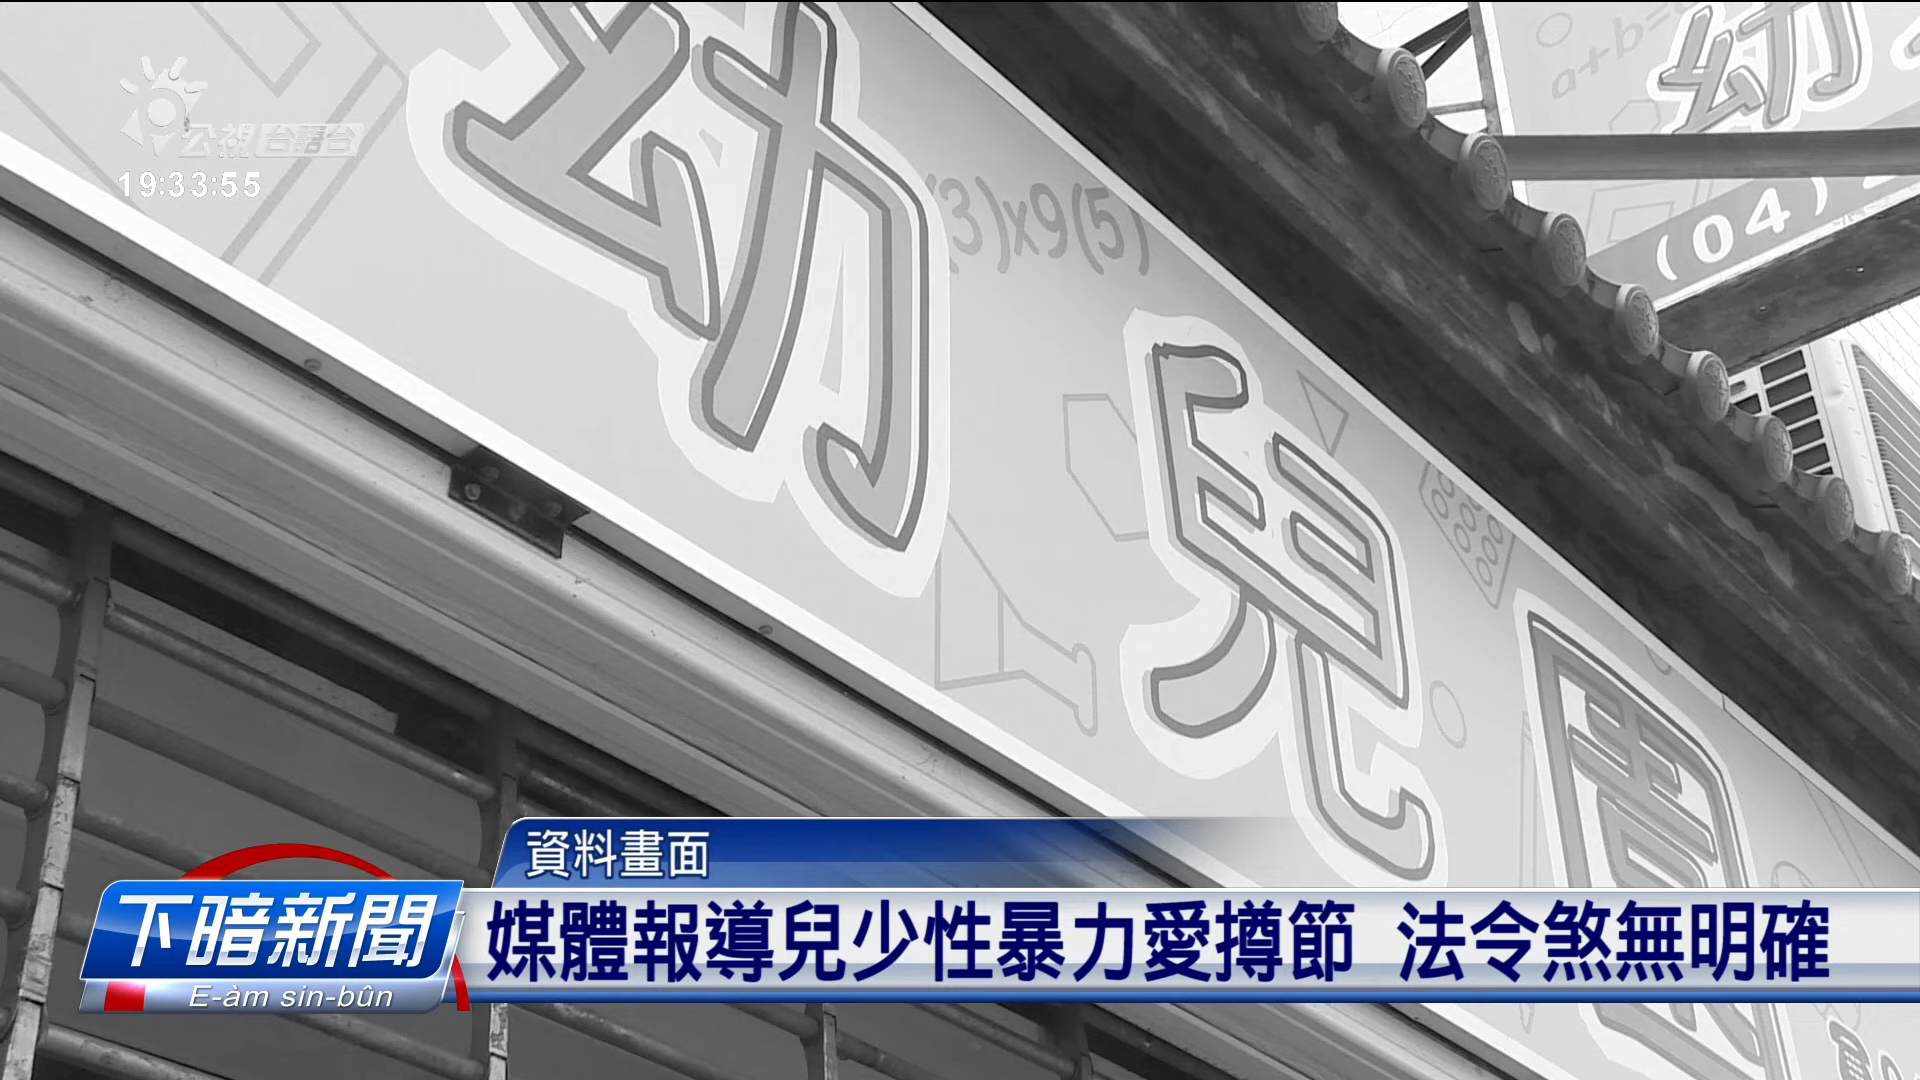 公視台語台
19:33:55
幼兒
(3)x9(5)
a+b=
幼
(04)
資料畫面
下暗新聞
E-àm sin-bûn
媒體報導兒少性暴力愛撙節 法令煞無明確